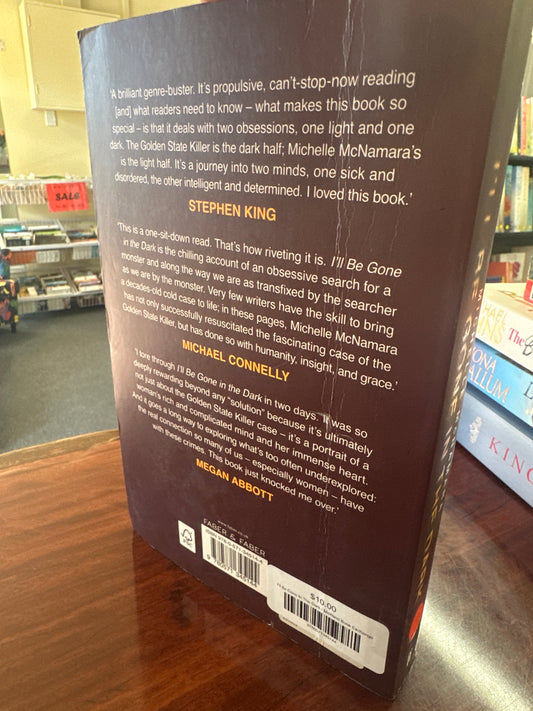 'A brilliant genre-buster. It's propulsive, can't-stop-now reading
[and] what readers need to know – what makes this book so
special – is that it deals with two obsessions, one light and one
dark. The Golden State Killer is the dark half; Michelle McNamara's
is the light half. It's a journey into two minds, one sick and
disordered, the other intelligent and determined. I loved this book.'
STEPHEN KING
'This is a one-sit-down read. That's how riveting it is. I'll Be Gone
in the Dark is the chilling account of an obsessive search for a
monster and along the way we are as transfixed by the searcher
as we are by the monster. Very few writers have the skill to bring
a decades-old cold case to life; in these pages, Michelle McNamara
has not only successfully resuscitated the fascinating case of the
Golden State Killer, but has done so with humanity, insight, and grace.'
MICHAEL CONNELLY
'I tore through I'll Be Gone in the Dark in two days. It was so
deeply rewarding beyond any "solution" because it's ultimately
not just about the Golden State Killer case – it's a portrait of a
woman's rich and complicated mind and her immense heart.
And it goes a long way to exploring what's too often underexplored:
the real connection so many of us – especially women – have
with these crimes. This book just knocked me over.'
MEGAN ABBOTT
www.faber.co.uk
FABER & FABER
FSC
$10.00
SALE
The
KING